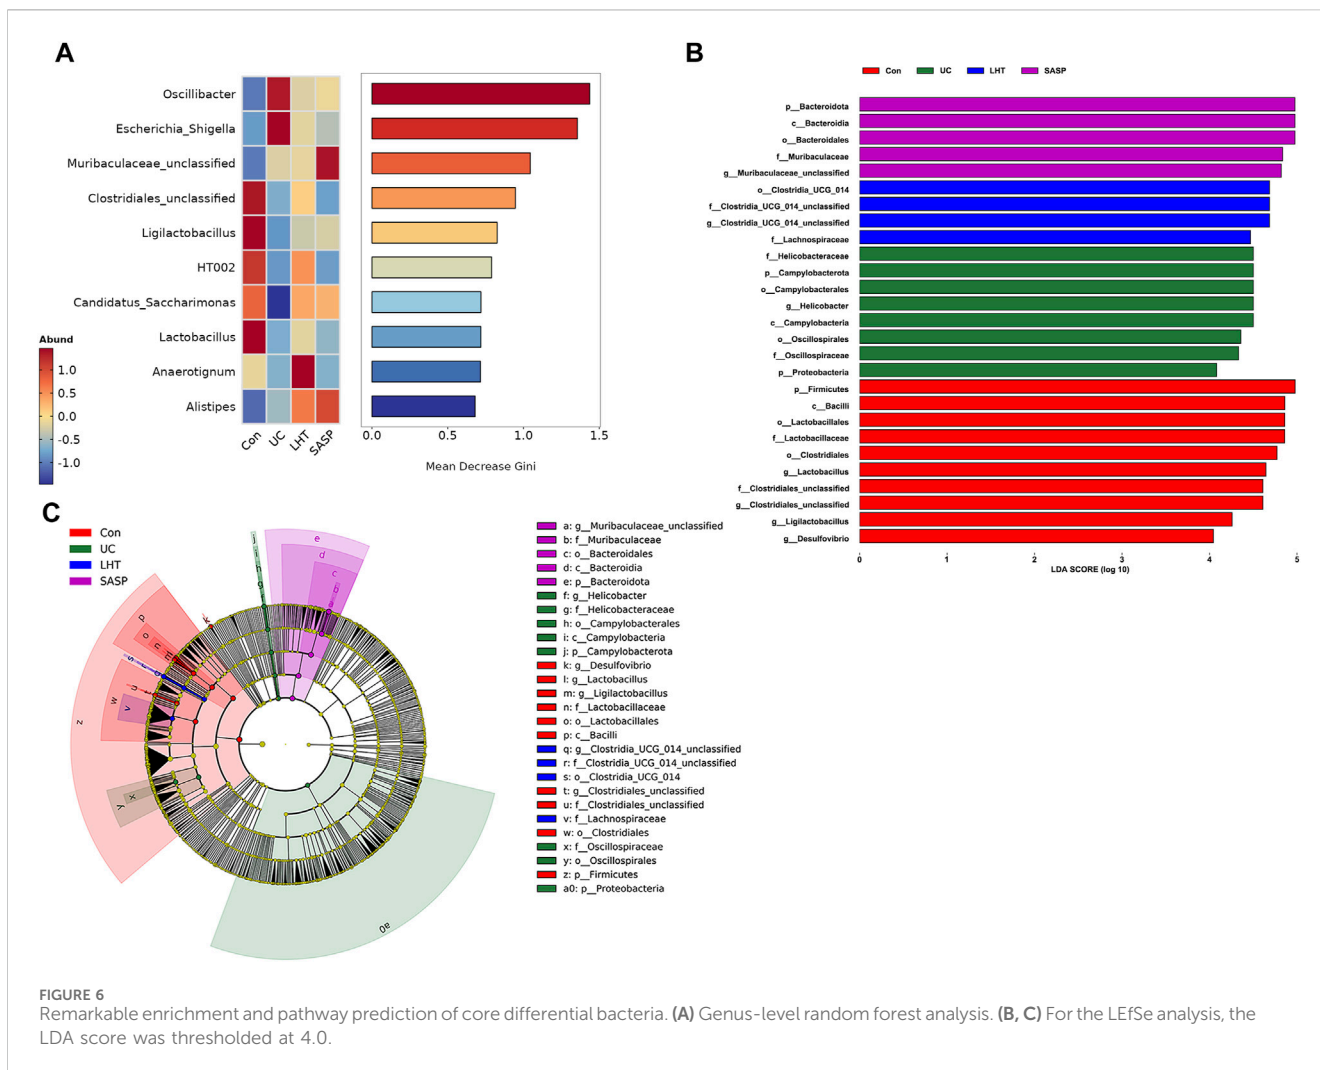 A
Oscillibacter
Escherichia_Shigella
Muribaculaceae_unclassified
Clostridiales_unclassified
Ligilactobacillus
HT002
Candidatus_Saccharimonas
Lactobacillus
Anaerotignum
Alistipes
Abund
1.0
0.5
0.0
-0.5
-1.0
Con UC LHT SASP
0.0 0.5 1.0 1.5
Mean Decrease Gini
B
Con UC LHT SASP
p__Bacteroidota
c__Bacteroidia
o__Bacteroidales
f__Muribaculaceae
g__Muribaculaceae_unclassified
o__Clostridia_UCG_014
f__Clostridia_UCG_014_unclassified
g__Clostridia_UCG_014_unclassified
f__Lachnospiraceae
f__Helicobacteraceae
p__Campylobacterota
o__Campylobacterales
g__Helicobacter
c__Campylobacteria
o__Oscillospirales
f__Oscillospiraceae
p__Proteobacteria
p__Firmicutes
c__Bacilli
o__Lactobacillales
f__Lactobacillaceae
o__Clostridiales
g__Lactobacillus
f__Clostridiales_unclassified
g__Clostridiales_unclassified
g__Ligilactobacillus
g__Desulfovibrio
0 1 2 3 4 5
LDA SCORE (log 10)
C
Con
UC
LHT
SASP
e
d
c
j
i
h
g
k
p
o
n
m
u
t
w
v
z
y
x
a0
a: g__Muribaculaceae_unclassified
b: f__Muribaculaceae
c: o__Bacteroidales
d: c__Bacteroidia
e: p__Bacteroidota
f: g__Helicobacter
g: f__Helicobacteraceae
h: o__Campylobacterales
i: c__Campylobacteria
j: p__Campylobacterota
k: g__Desulfovibrio
l: g__Lactobacillus
m: g__Ligilactobacillus
n: f__Lactobacillaceae
o: o__Lactobacillales
p: c__Bacilli
q: g__Clostridia_UCG_014_unclassified
r: f__Clostridia_UCG_014_unclassified
s: o__Clostridia_UCG_014
t: g__Clostridiales_unclassified
u: f__Clostridiales_unclassified
v: f__Lachnospiraceae
w: o__Clostridiales
x: f__Oscillospiraceae
y: o__Oscillospirales
z: p__Firmicutes
a0: p__Proteobacteria
FIGURE 6
Remarkable enrichment and pathway prediction of core differential bacteria. (A) Genus-level random forest analysis. (B, C) For the LEfSe analysis, the
LDA score was thresholded at 4.0.